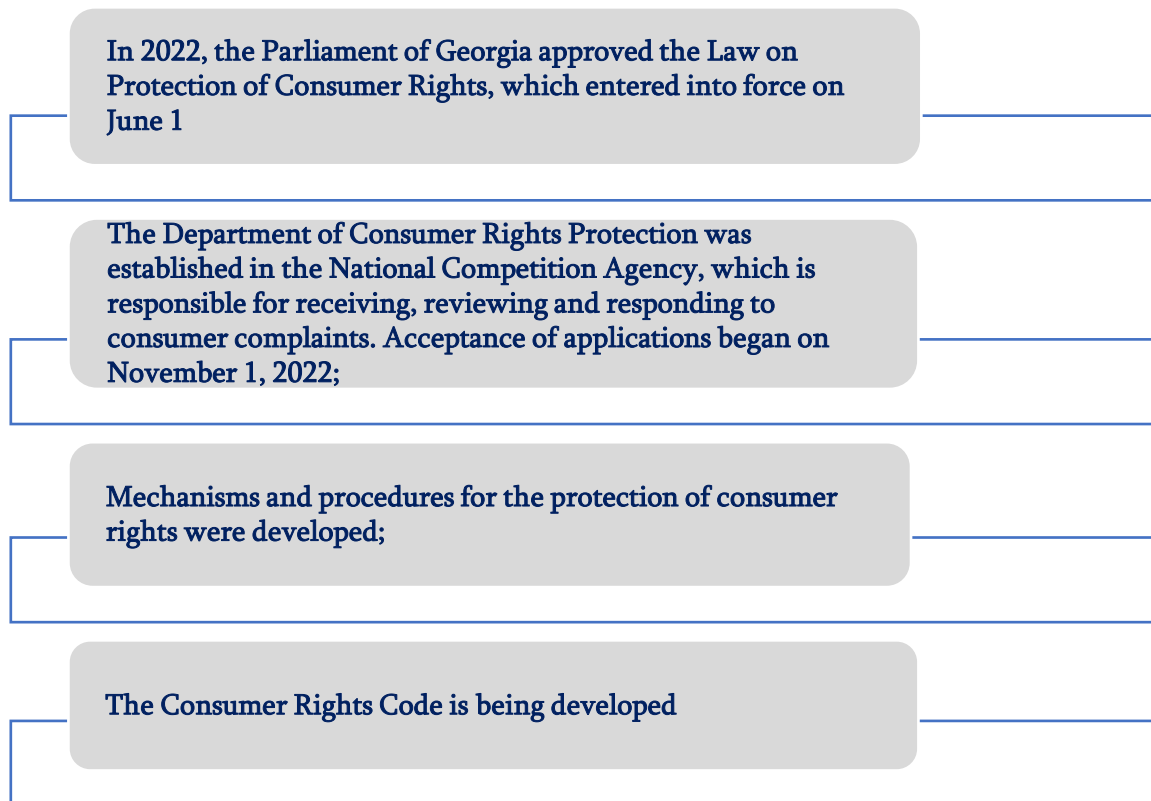 In 2022, the Parliament of Georgia approved the Law on
Protection of Consumer Rights, which entered into force on
June 1
The Department of Consumer Rights Protection was
established in the National Competition Agency, which is
responsible for receiving, reviewing and responding to
consumer complaints. Acceptance of applications began on
November 1, 2022;
Mechanisms and procedures for the protection of consumer
rights were developed;
The Consumer Rights Code is being developed